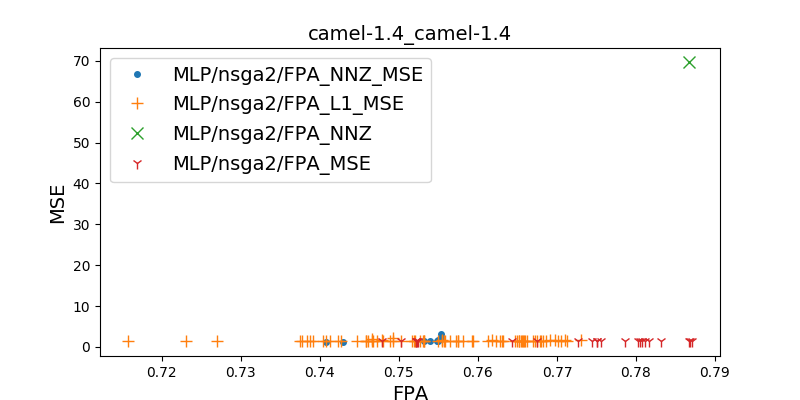 camel-1.4_camel-1.4
MLP/nsga2/FPA_NNZ_MSE
MLP/nsga2/FPA_L1_MSE
MLP/nsga2/FPA_NNZ
MLP/nsga2/FPA_MSE
MSE
70
60
50
40
30
20
10
0
0.72 0.73 0.74 0.75 0.76 0.77 0.78 0.79
FPA